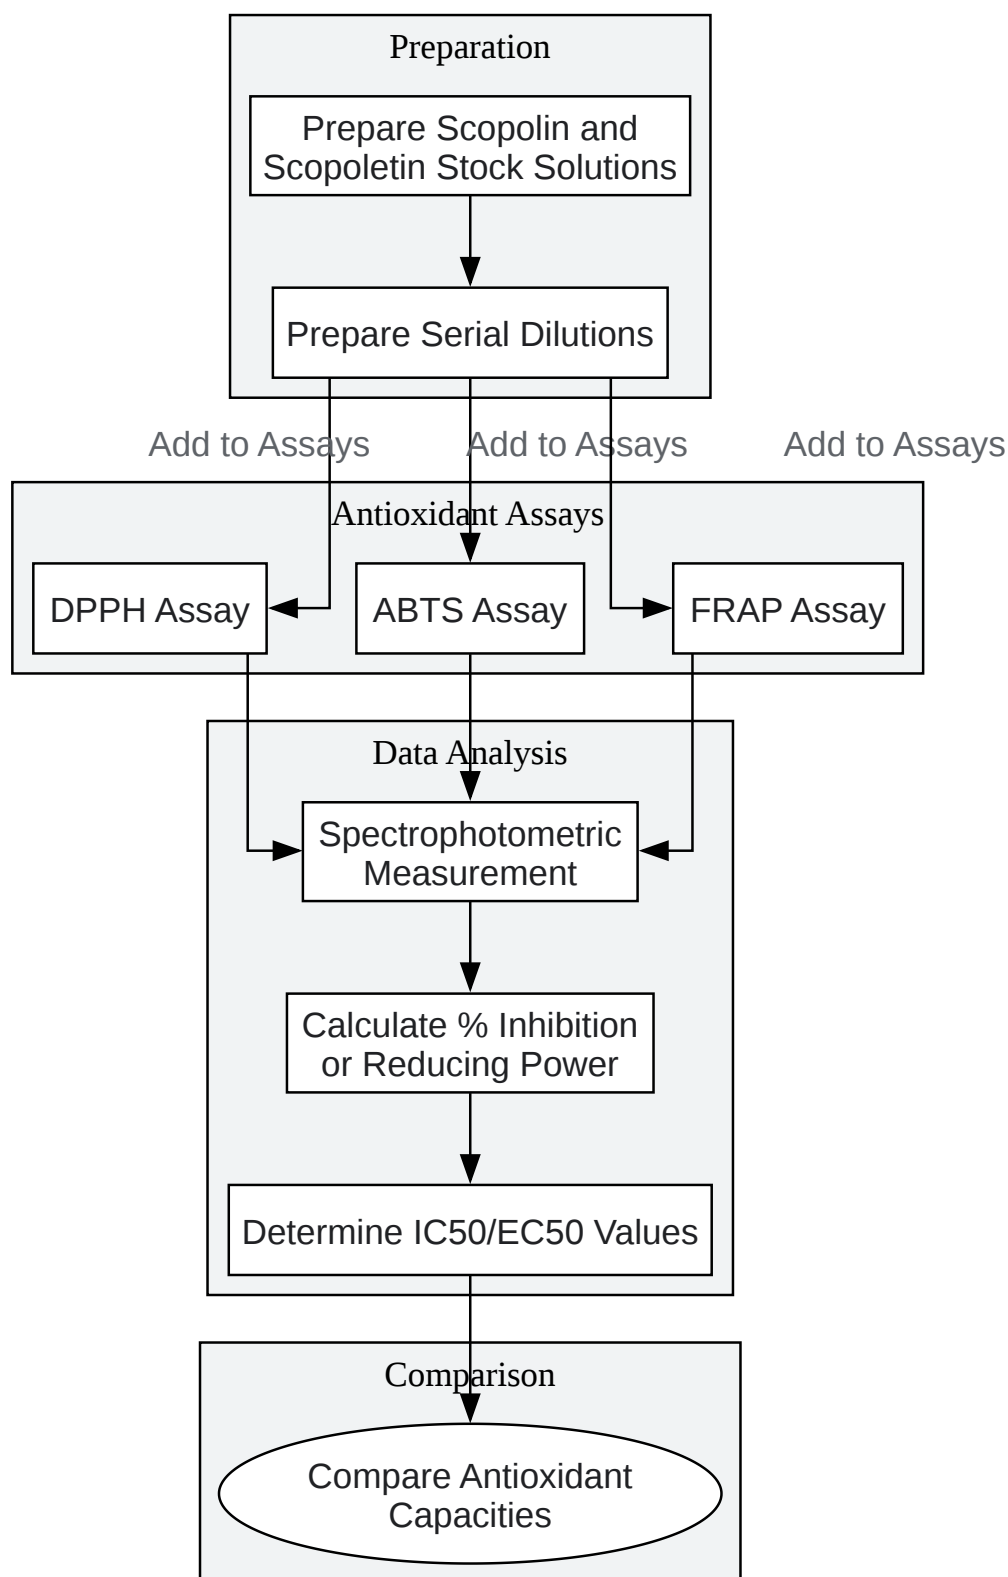 Preparation
Prepare Scopolin and
Scopoletin Stock Solutions
Prepare Serial Dilutions
Add to Assays
Add to Assays
Add to Assays
Antioxidant Assays
DPPH Assay
ABTS Assay
FRAP Assay
Data Analysis
Spectrophotometric
Measurement
Calculate % Inhibition
or Reducing Power
Determine IC50/EC50 Values
Comparison
Compare Antioxidant
Capacities